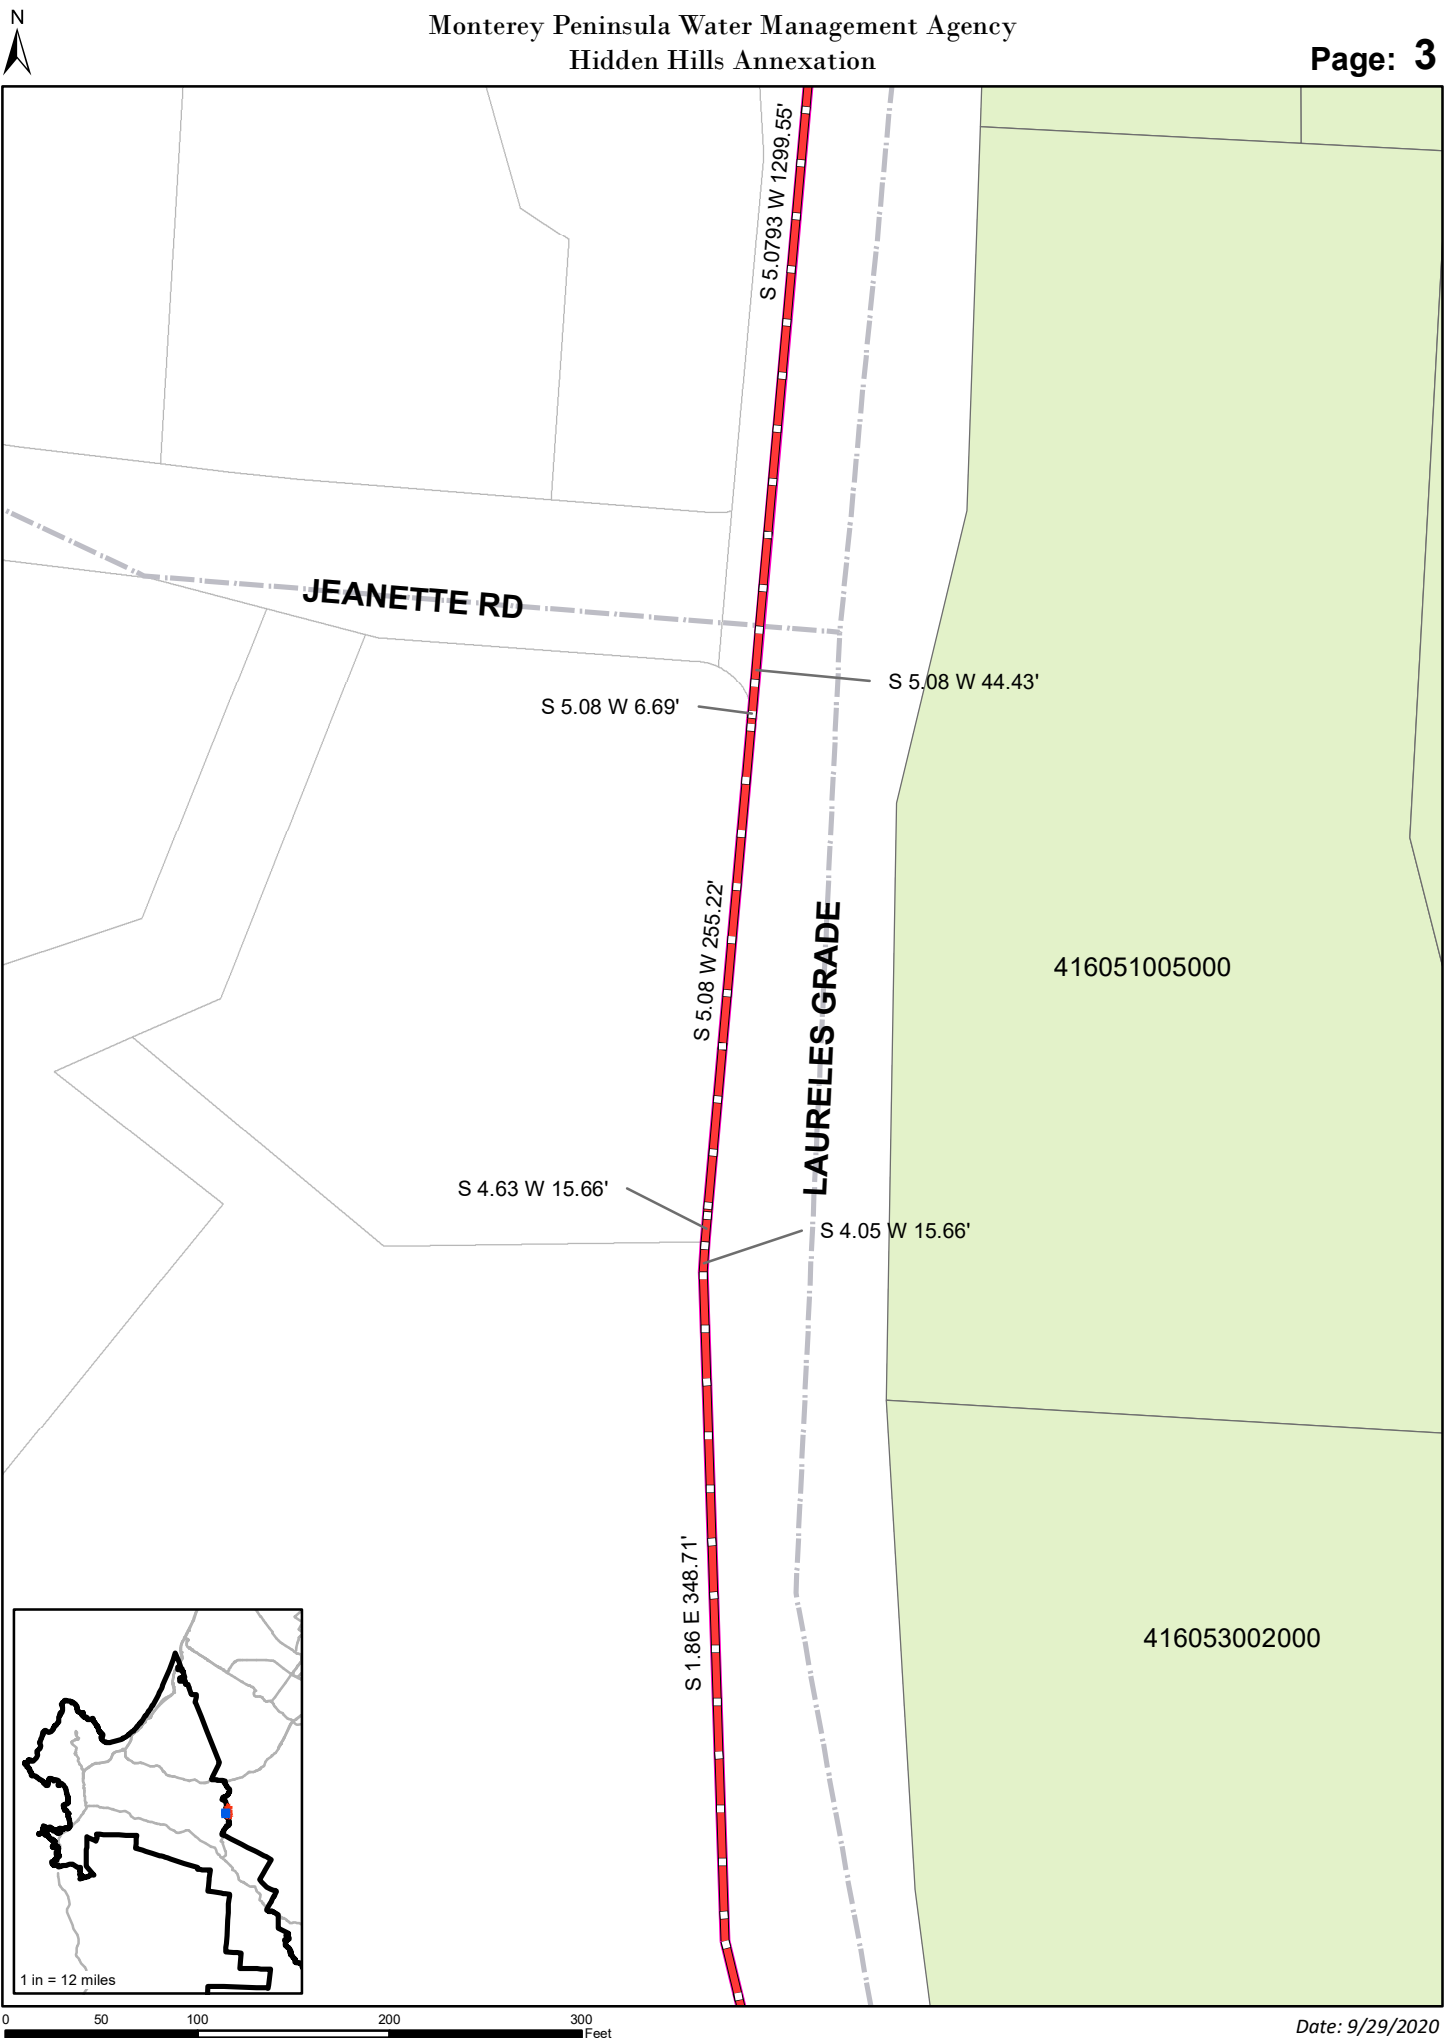 N
Monterey Peninsula Water Management Agency
Hidden Hills Annexation
Page: 3
S 5.0793 W 1299.55'
JEANETTE RD
S 5.08 W 44.43'
S 5.08 W 6.69'
S 5.08 W 255.22'
LAURELES GRADE
416051005000
S 4.63 W 15.66'
S 4.05 W 15.66'
S 1.86 E 348.71'
416053002000
1 in = 12 miles
0 50 100 200 300
Feet
Date: 9/29/2020